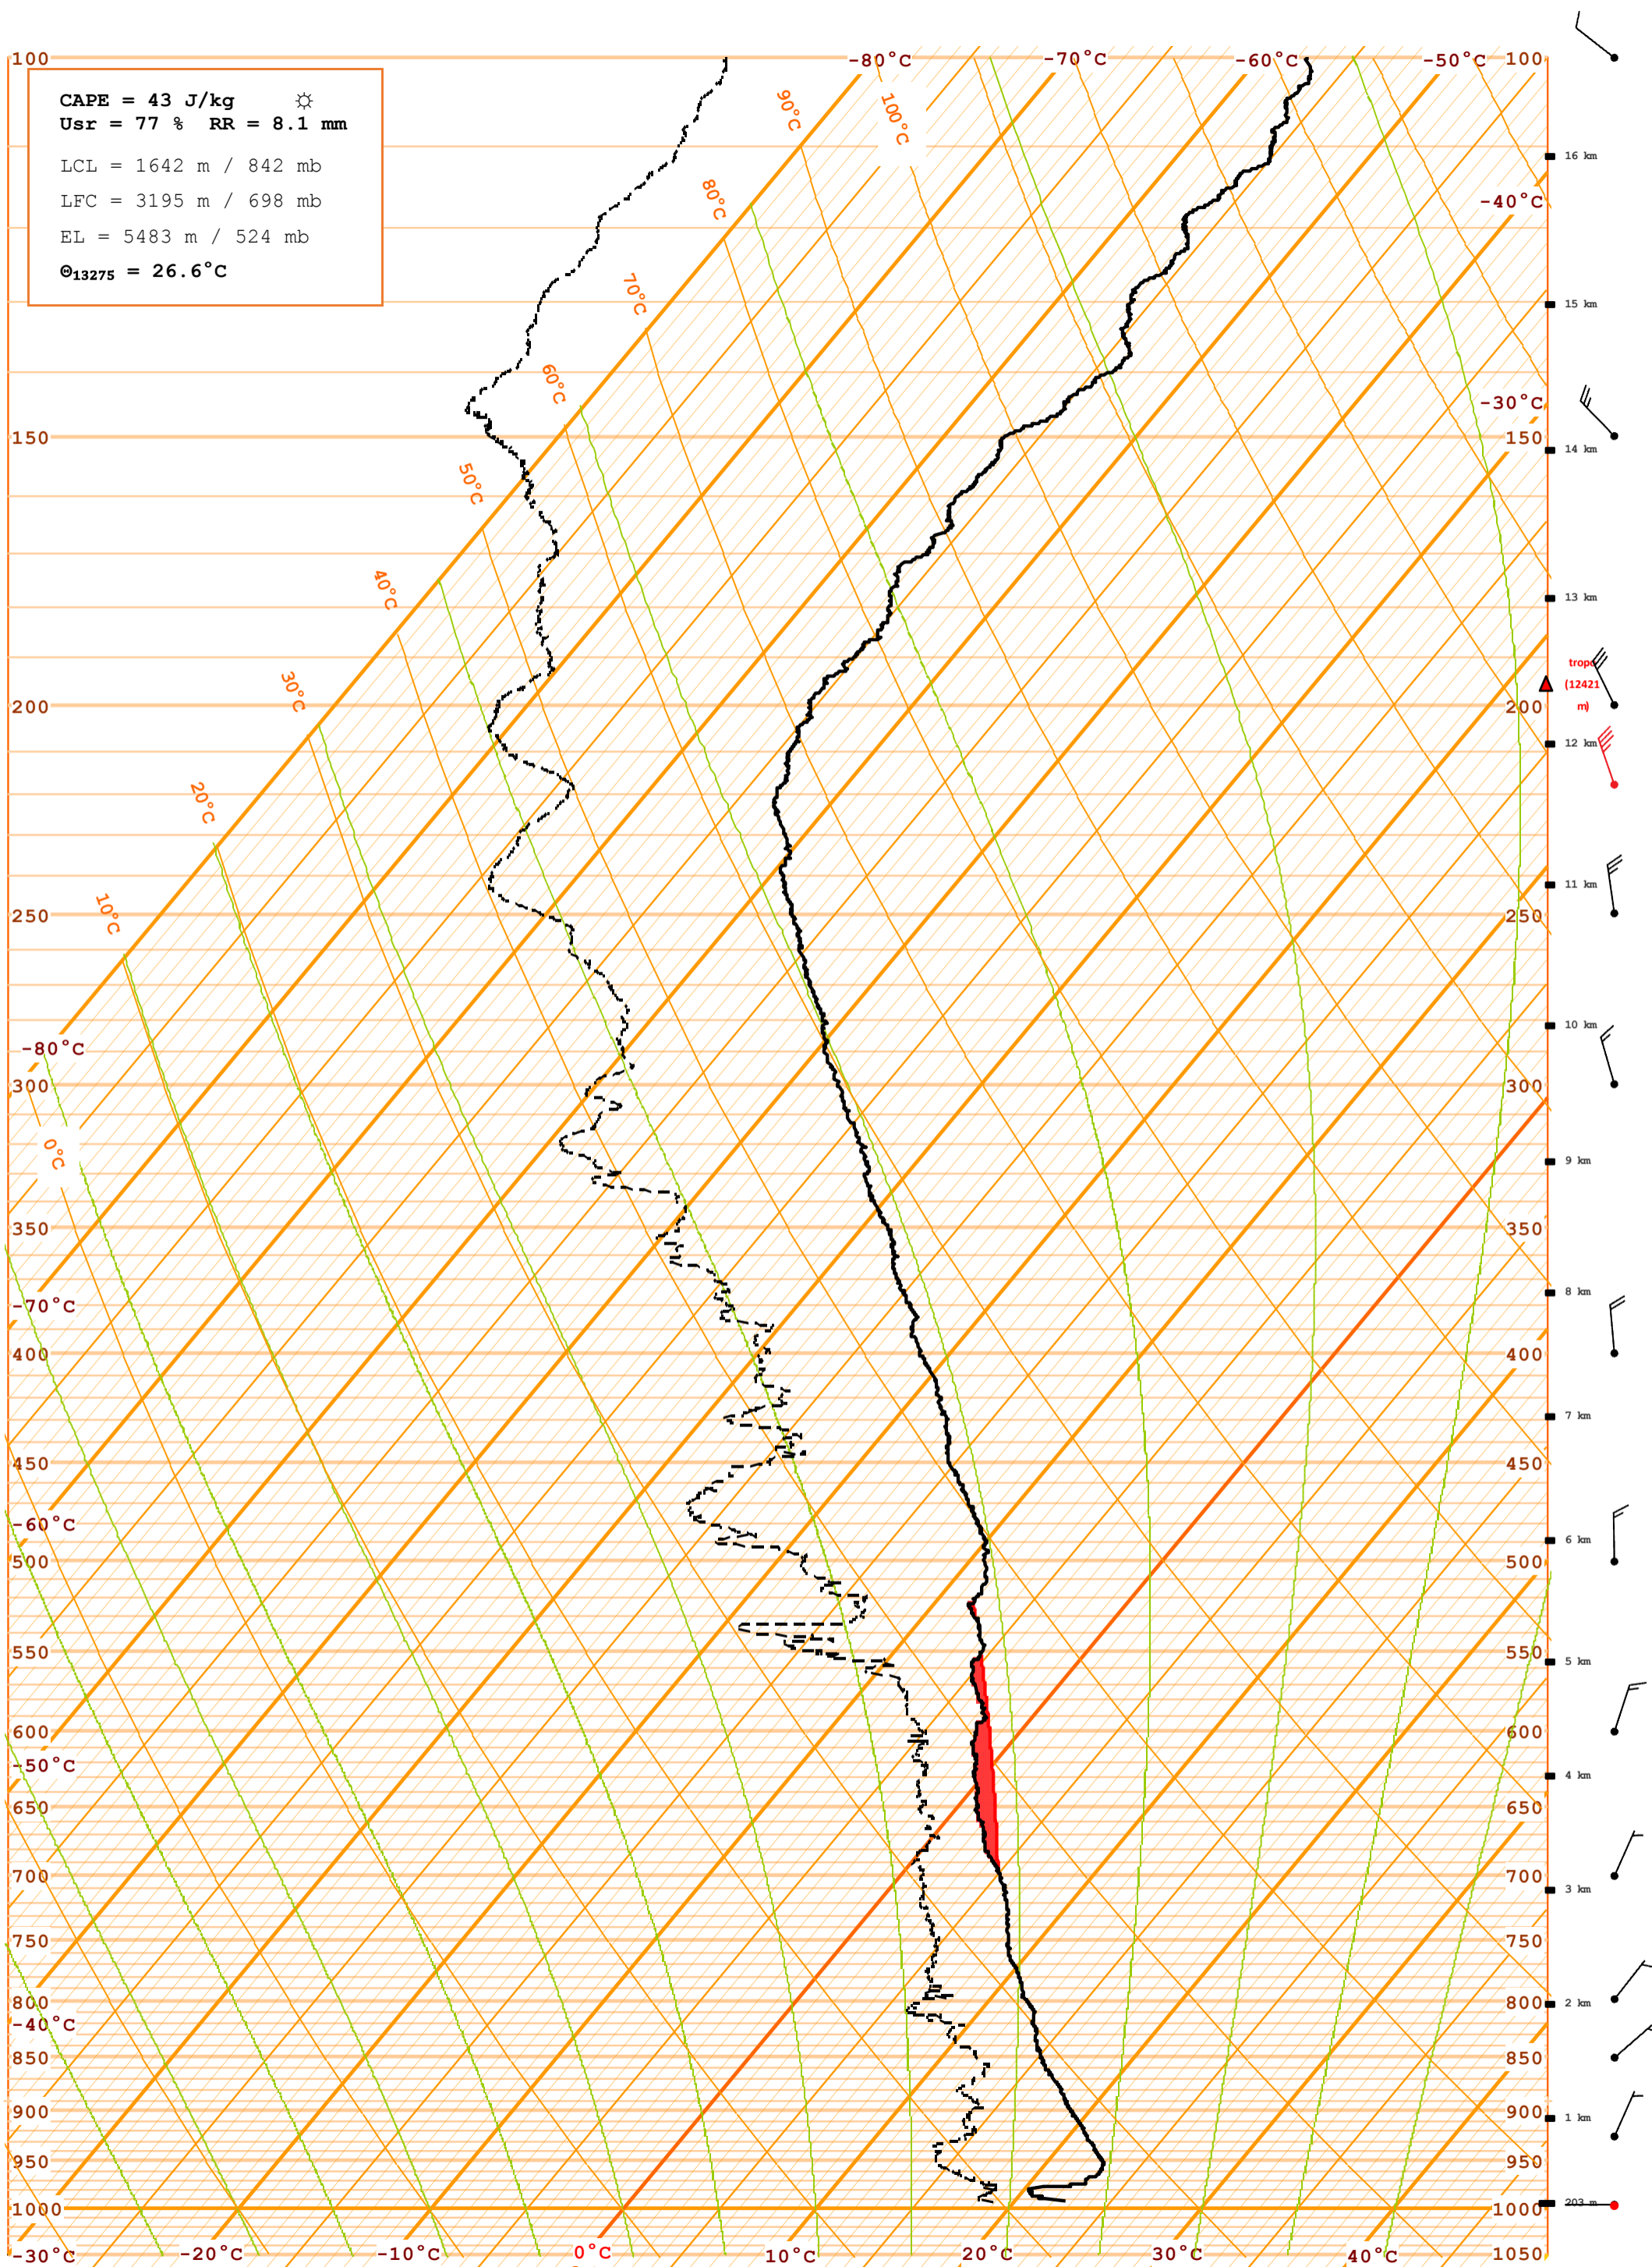 -80°C -70°C -60°C -50°C
100 100
CAPE = 43 J/kg ☼
Usr = 77 % RR = 8.1 mm
LCL = 1642 m / 842 mb
LFC = 3195 m / 698 mb
EL = 5483 m / 524 mb
Θ13275 = 26.6°C
90°C 100°C
16 km
80°C
-40°C
70°C
15 km
60°C
-30°C
150 150
14 km
50°C
40°C
13 km
30°C
tropo
(12421
m)
200 200
12 km
20°C
11 km
10°C
250 250
10 km
-80°C
300 300
0°C
9 km
350 350
8 km
-70°C
400 400
7 km
450 450
-60°C
6 km
500 500
550 550
5 km
600 600
-50°C
4 km
650 650
700 700
3 km
750 750
800 800
2 km
-40°C
850 850
900 900
1 km
950 950
203 m
1000 1000
-30°C -20°C -10°C 0°C 10°C 20°C 30°C 40°C 1050